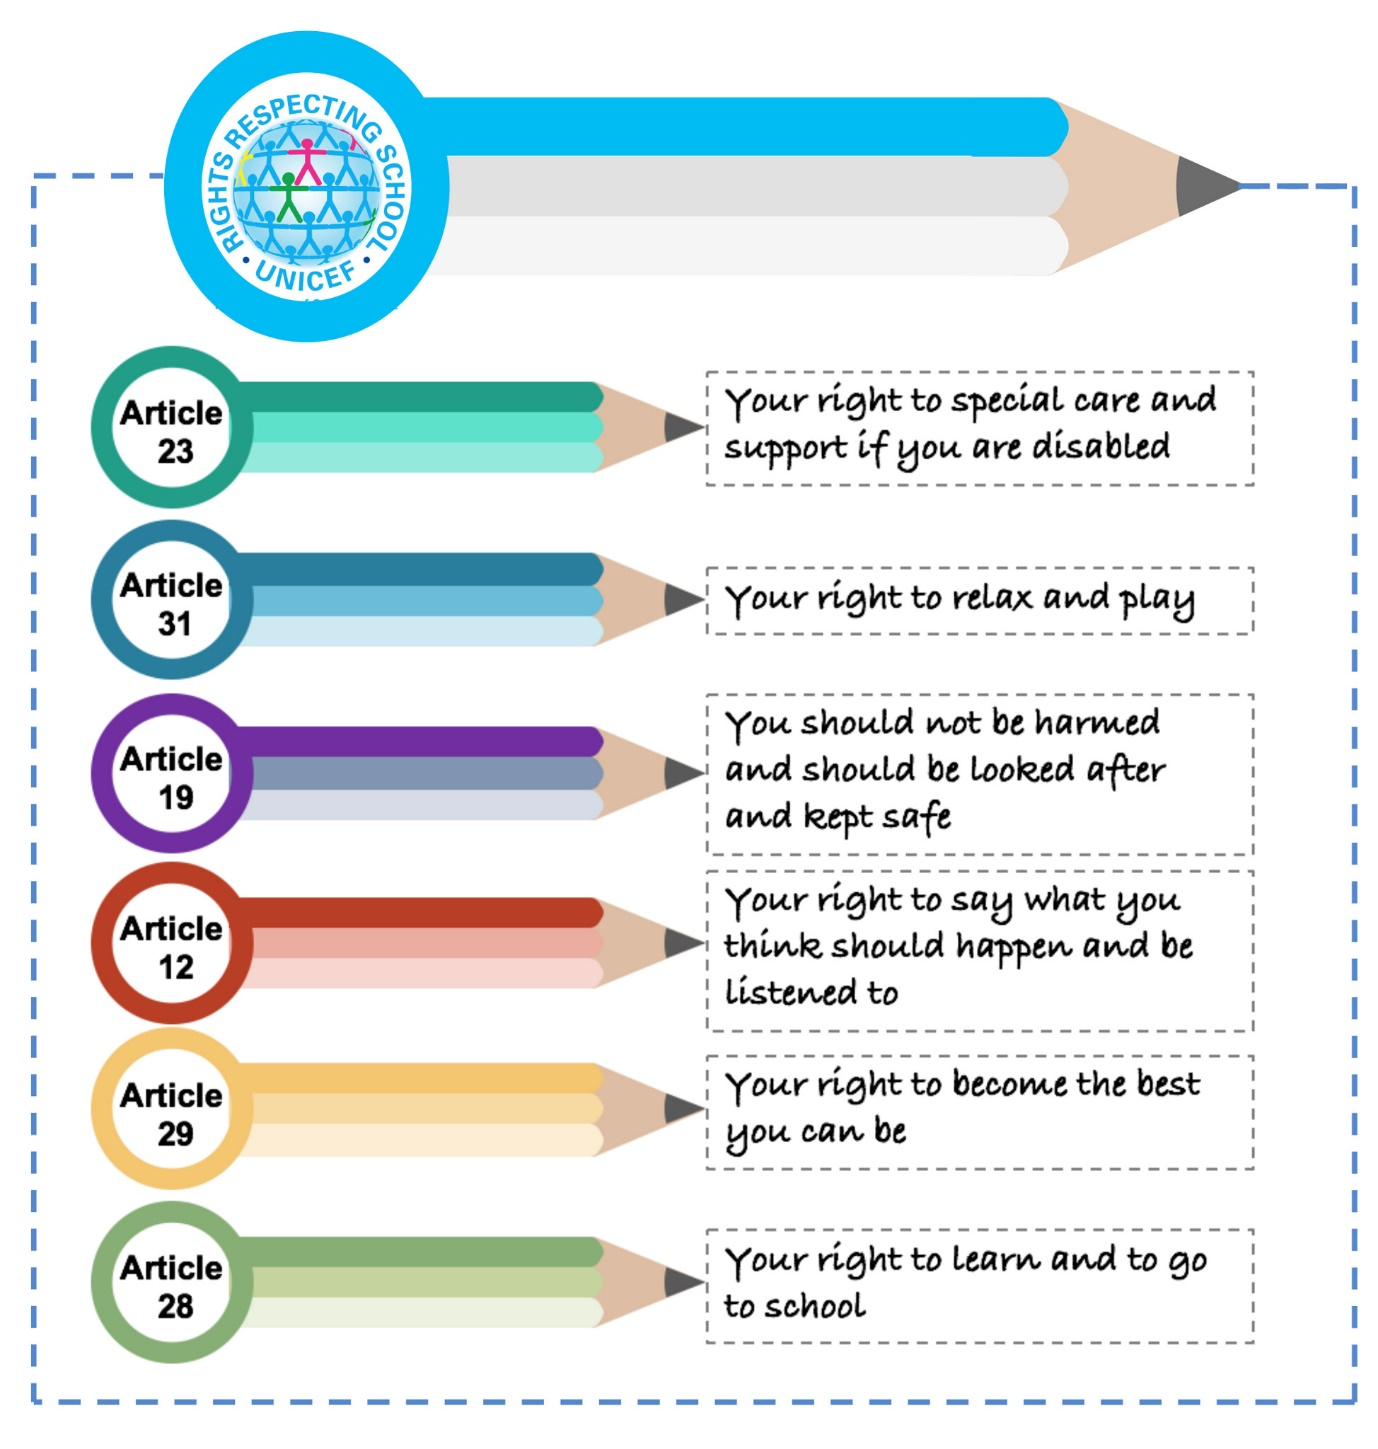 RIGHTS RESPECTING SCHOOL
• UNICEF •
Article
23
Your right to special care and
support if you are disabled
Article
31
Your right to relax and play
Article
19
You should not be harmed
and should be looked after
and kept safe
Article
12
Your right to say what you
think should happen and be
listened to
Article
29
Your right to become the best
you can be
Article
28
Your right to learn and to go
to school